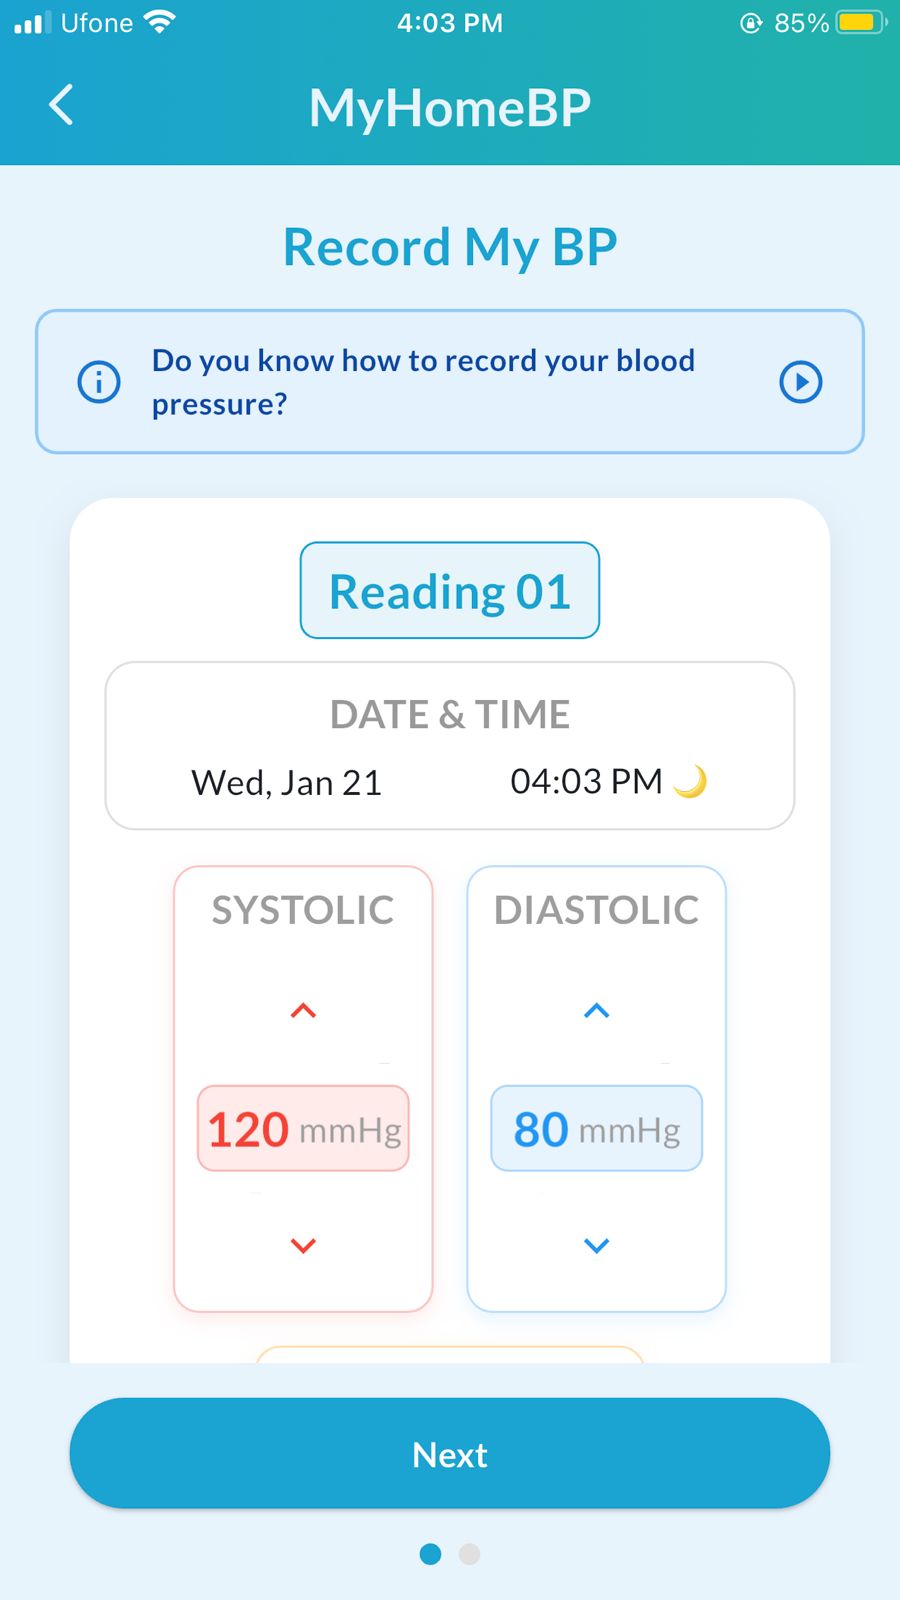 Ufone 4:03 PM 85%
MyHomeBP
Record My BP
Do you know how to record your blood
pressure?
Reading 01
DATE & TIME
Wed, Jan 21 04:03 PM 🌙
SYSTOLIC DIASTOLIC
120 mmHg 80 mmHg
Next